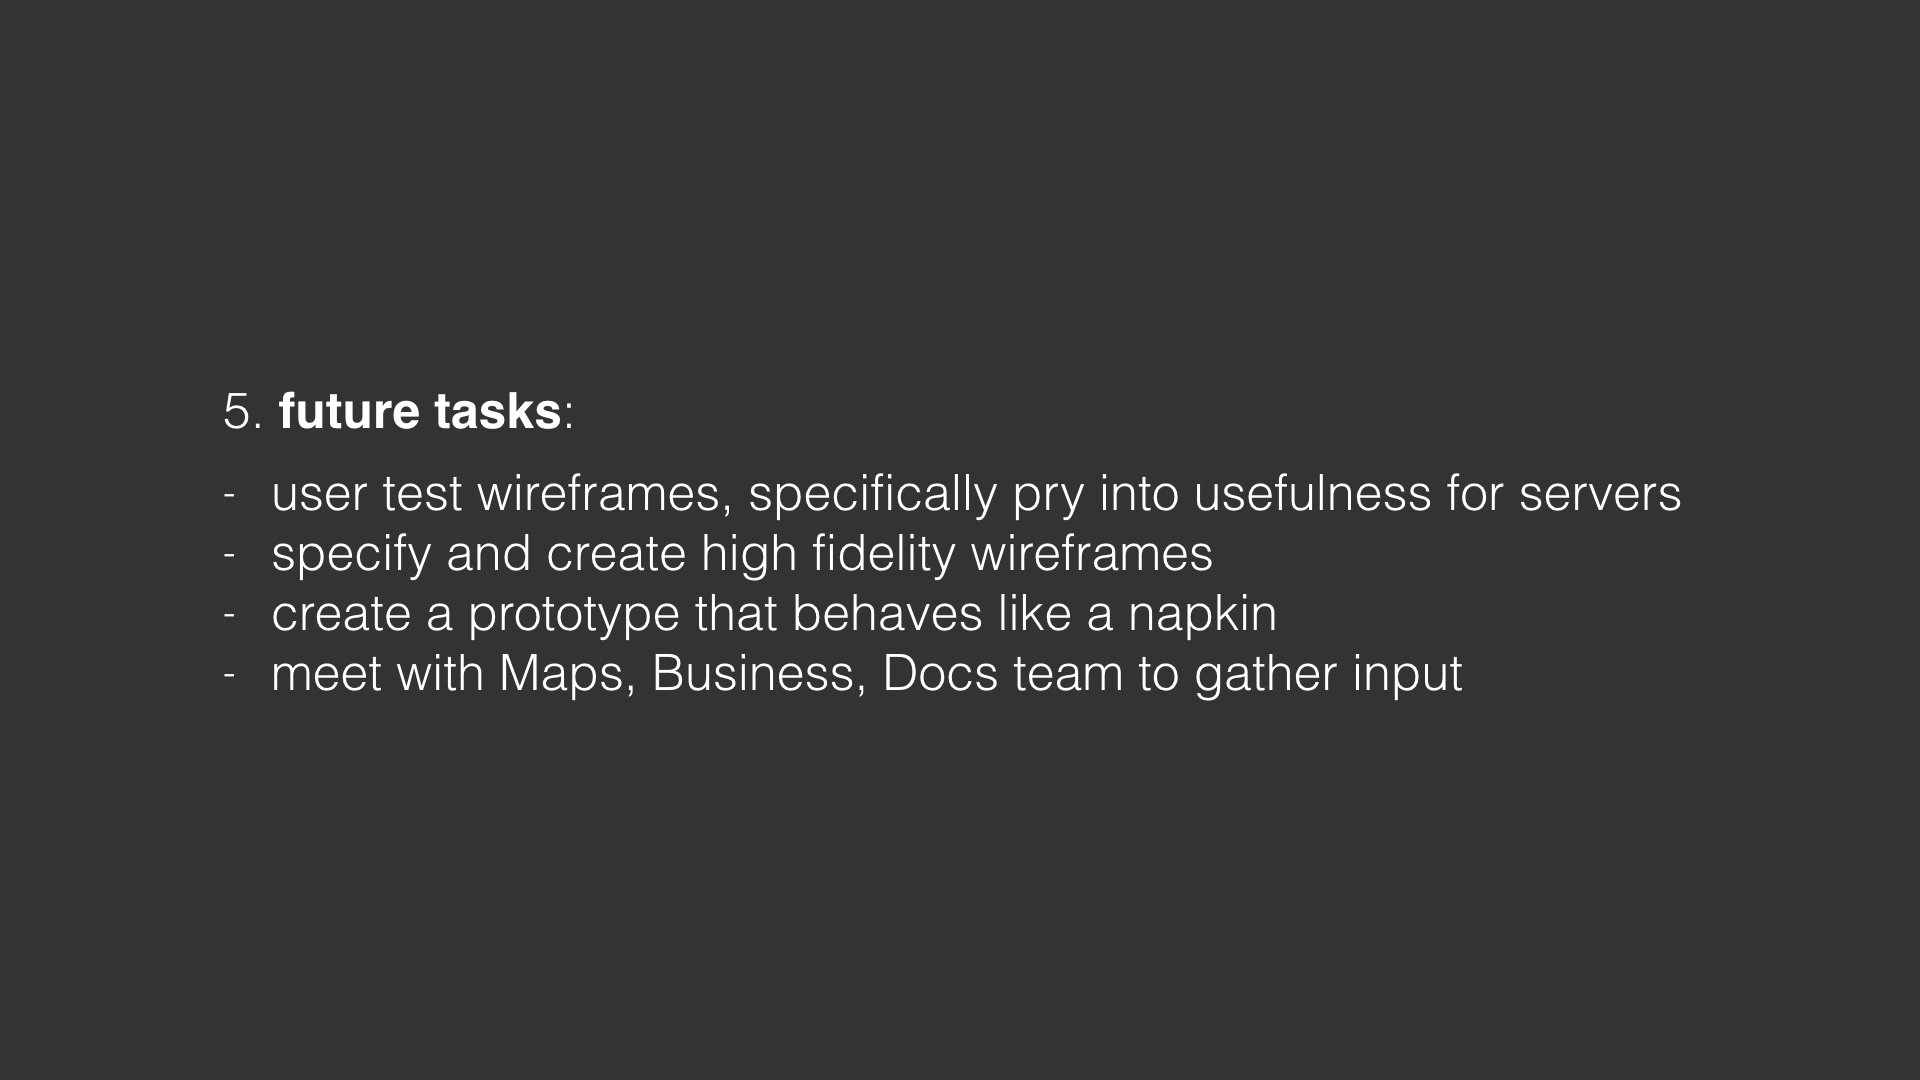 5. future tasks:
- user test wireframes, specifically pry into usefulness for servers
- specify and create high fidelity wireframes
- create a prototype that behaves like a napkin
- meet with Maps, Business, Docs team to gather input